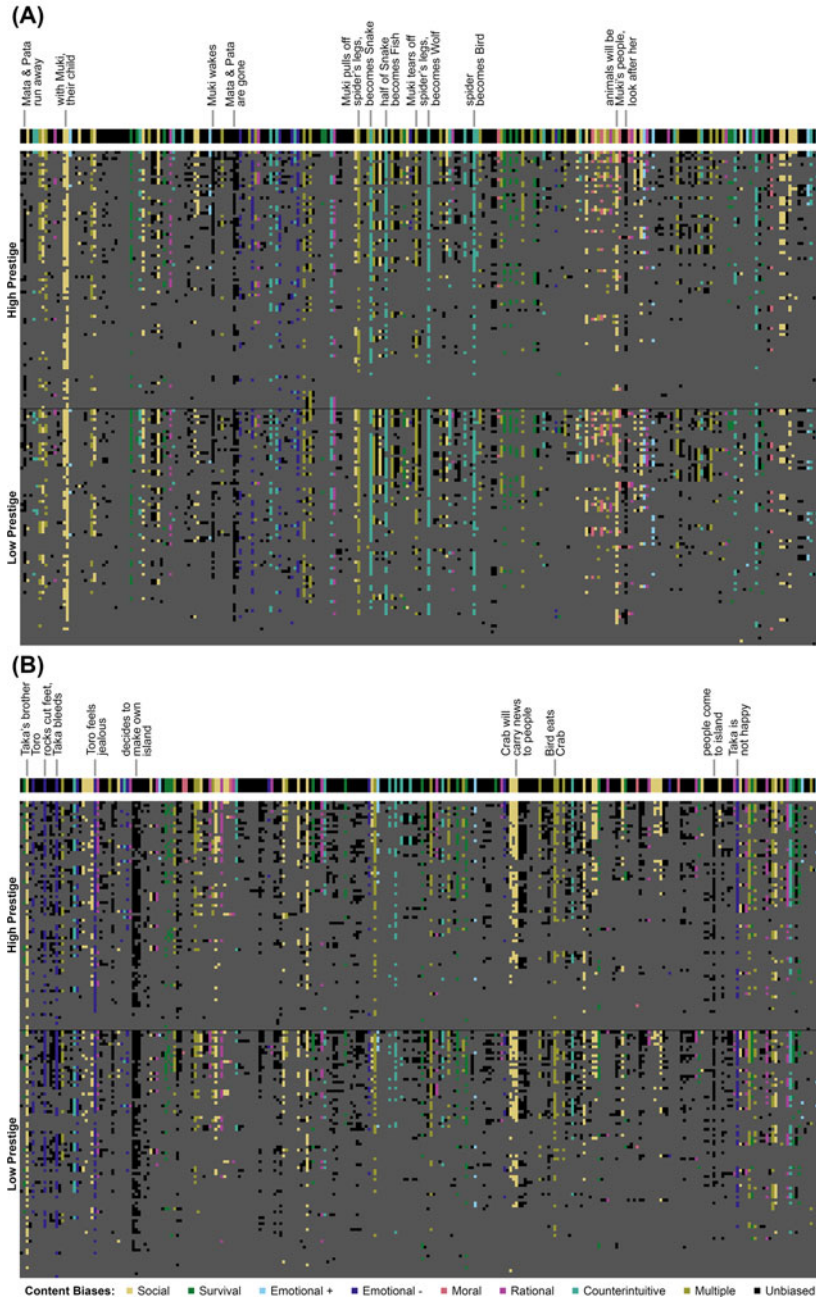 (A)
Mata & Pata
run away
with Muki,
their child
Muki wakes
Mata & Pata
are gone
Muki pulls off
spider's legs,
becomes Snake
half of Snake
becomes Fish
Muki tears off
spider's legs,
becomes Wolf
spider
becomes Bird
animals will be
Muki's people,
look after her
High Prestige
Low Prestige
(B)
Taka's brother
Toro
rocks cut feet,
Taka bleeds
Toro feels
jealous
decides to
make own
island
Crab will
carry news
to people
Bird eats
Crab
people come
to island
Taka is
not happy
High Prestige
Low Prestige
Content Biases: Social Survival Emotional + Emotional - Moral Rational Counterintuitive Multiple Unbiased